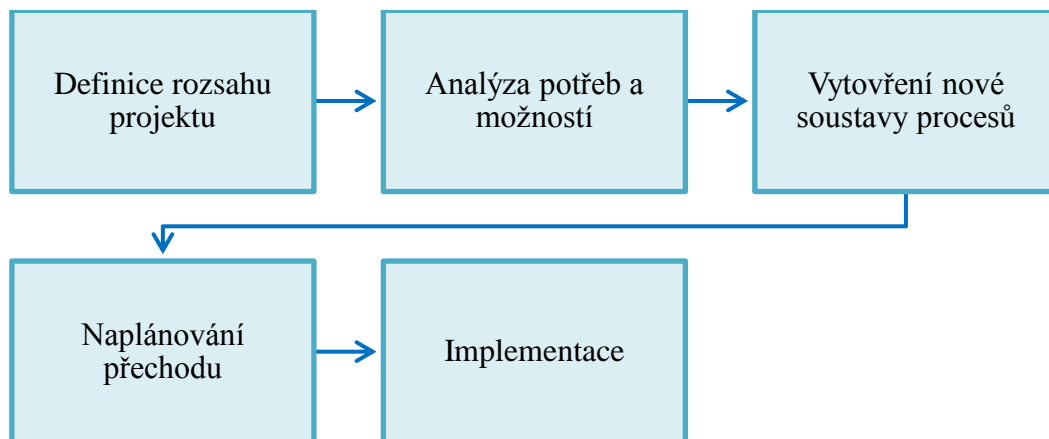 Definice rozsahu
projektu
Analýza potřeb a
možností
Vytovření nové
soustavy procesů
Naplánování
přechodu
Implementace